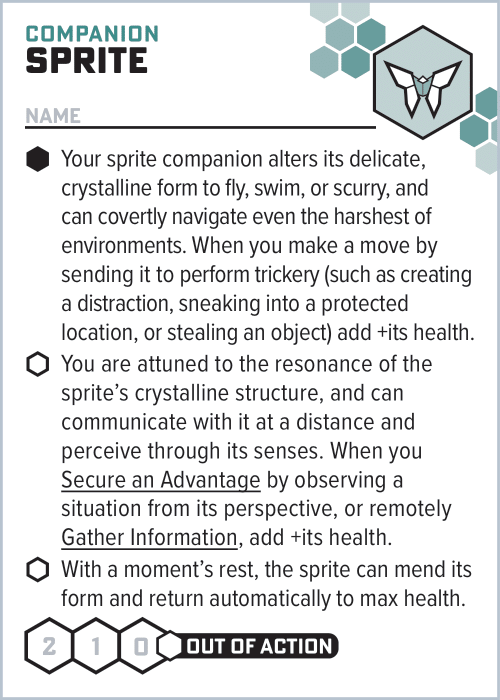 COMPANION
SPRITE
NAME
Your sprite companion alters its delicate,
crystalline form to fly, swim, or scurry, and
can covertly navigate even the harshest of
environments. When you make a move by
sending it to perform trickery (such as creating
a distraction, sneaking into a protected
location, or stealing an object) add +its health.
You are attuned to the resonance of the
sprite’s crystalline structure, and can
communicate with it at a distance and
perceive through its senses. When you
Secure an Advantage by observing a
situation from its perspective, or remotely
Gather Information, add +its health.
With a moment’s rest, the sprite can mend its
form and return automatically to max health.
2 1 0 OUT OF ACTION